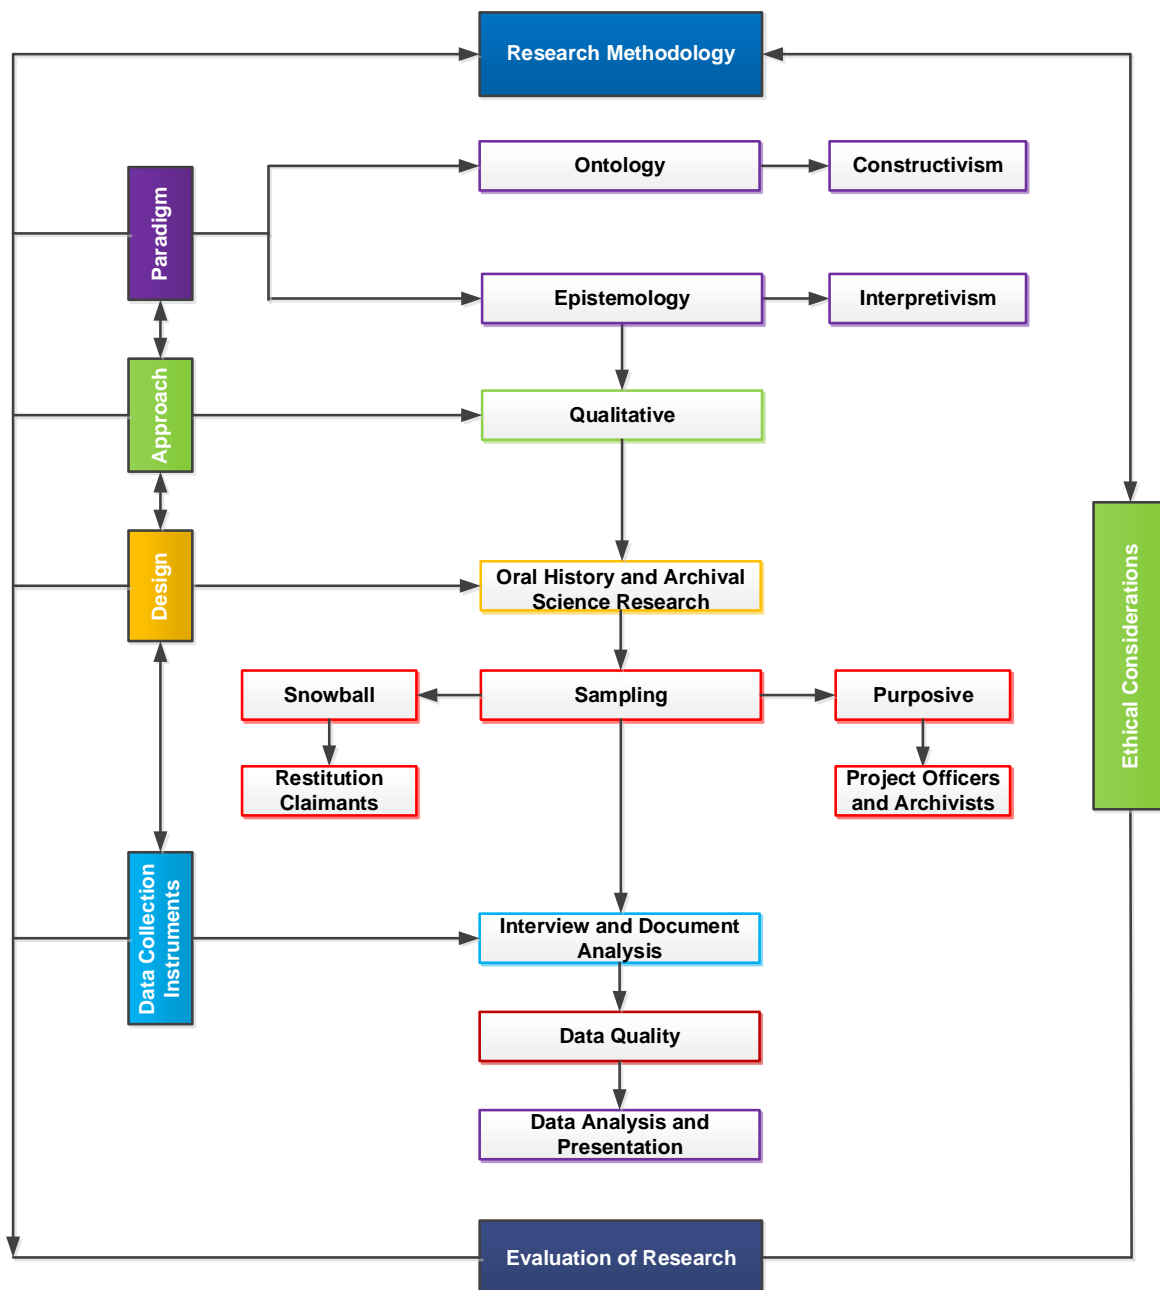 Research Methodology
Paradigm
Ontology
Constructivism
Epistemology
Interpretivism
Approach
Qualitative
Design
Oral History and Archival
Science Research
Ethical Considerations
Snowball
Sampling
Purposive
Restitution
Claimants
Project Officers
and Archivists
Data Collection
Instruments
Interview and Document
Analysis
Data Quality
Data Analysis and
Presentation
Evaluation of Research